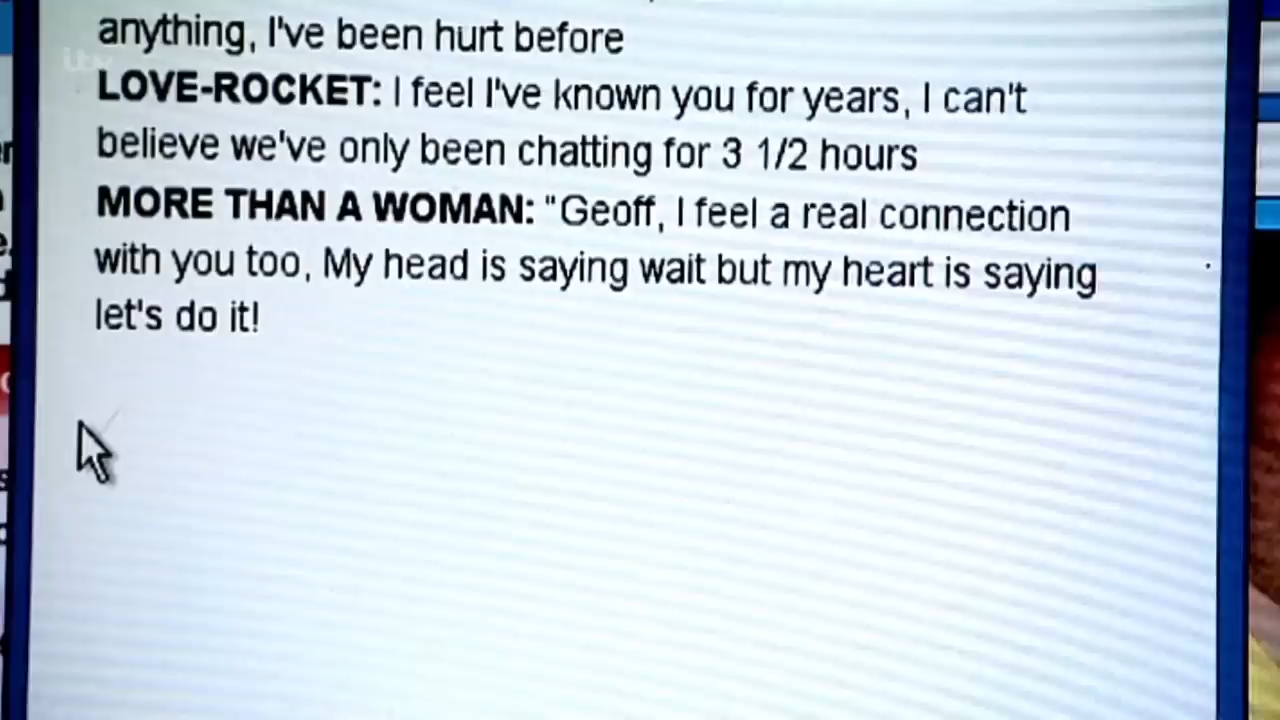 anything, I've been hurt before
itv
LOVE-ROCKET: I feel I've known you for years, I can't
believe we've only been chatting for 3 1/2 hours
MORE THAN A WOMAN: "Geoff, I feel a real connection
with you too, My head is saying wait but my heart is saying
let's do it!